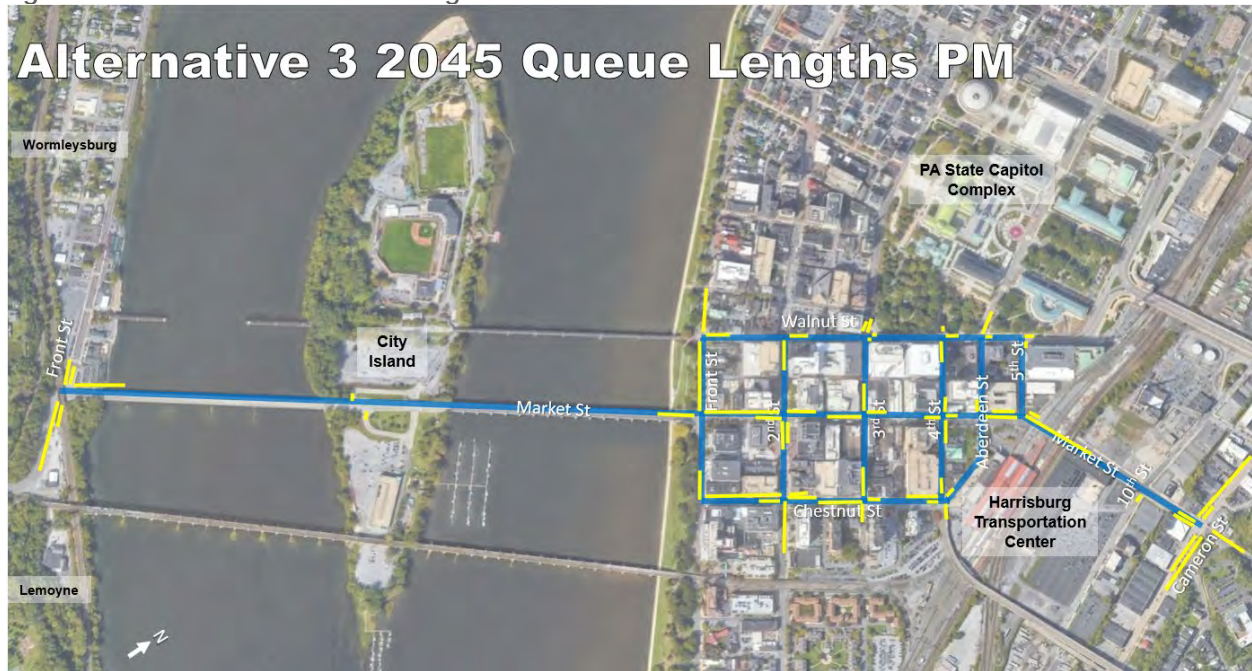 Alternative 3 2045 Queue Lengths PM
Wormleysburg
PA State Capitol
Complex
Front St
City
Island
Walnut St
Market St
Front St
2nd St
3rd St
4th St
Aberdeen St
5th St
Market St
10th St
Chestnut St
Harrisburg
Transportation
Center
Cameron St
Lemoyne
N